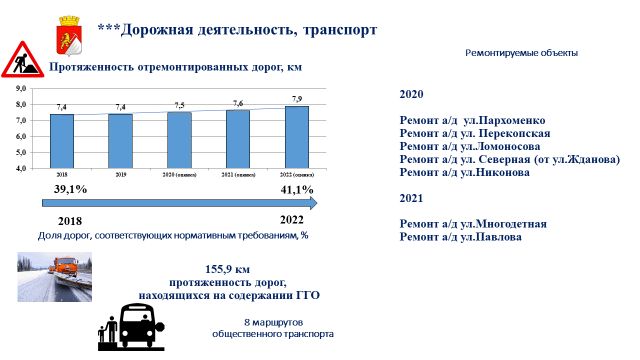 ***Дорожная деятельность, транспорт
Протяженность отремонтированных дорог, км
9,0
8,0
7,0
6,0
5,0
4,0
7,4
7,4
7,5
7,6
7,9
2018
2019
2020 (оценка)
2021 (оценка)
2022 (оценка)
39,1%
41,1%
2018
2022
Доля дорог, соответствующих нормативным требованиям, %
155,9 км
протяженность дорог,
находящихся на содержании ГГО
8 маршрутов
общественного транспорта
Ремонтируемые объекты
2020
Ремонт а/д ул.Пархоменко
Ремонт а/д ул. Перекопская
Ремонт а/д ул.Ломоносова
Ремонт а/д ул. Северная (от ул.Жданова)
Ремонт а/д ул.Никонова
2021
Ремонт а/д ул.Многодетная
Ремонт а/д ул.Павлова